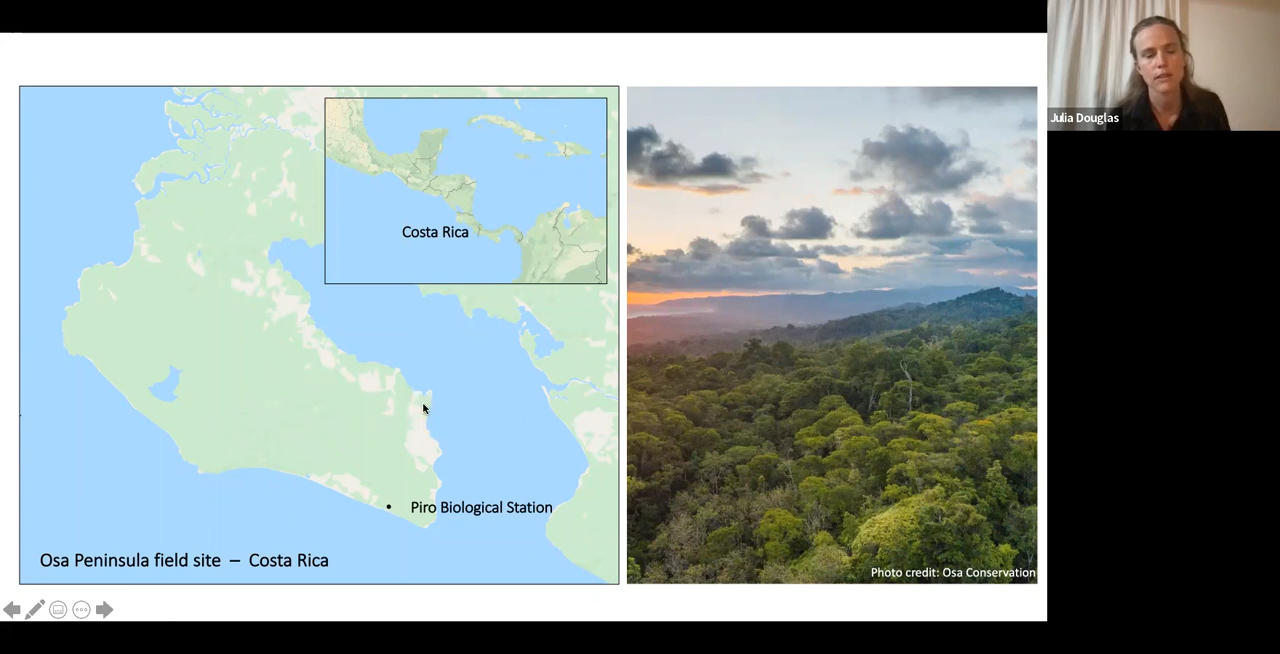 Costa Rica
Piro Biological Station
Osa Peninsula field site – Costa Rica
Photo credit: Osa Conservation
Julia Douglas